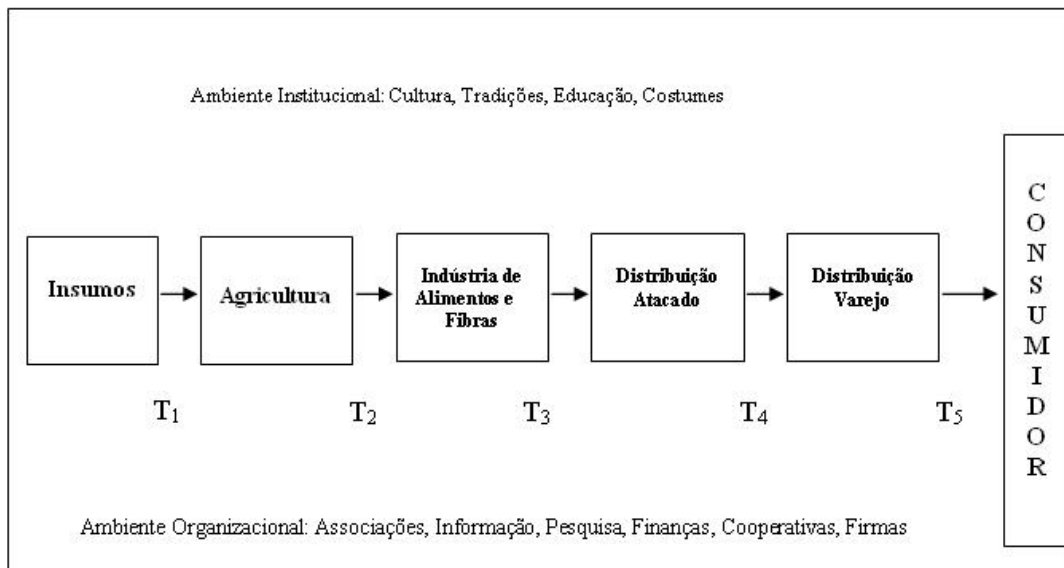 Ambiente Institucional: Cultura, Tradições, Educação, Costumes
Insumos
Agricultura
Indústria de
Alimentos e
Fibras
Distribuição
Atacado
Distribuição
Varejo
C
O
N
S
U
M
I
D
O
R
T1
T2
T3
T4
T5
Ambiente Organizacional: Associações, Informação, Pesquisa, Finanças, Cooperativas, Firmas